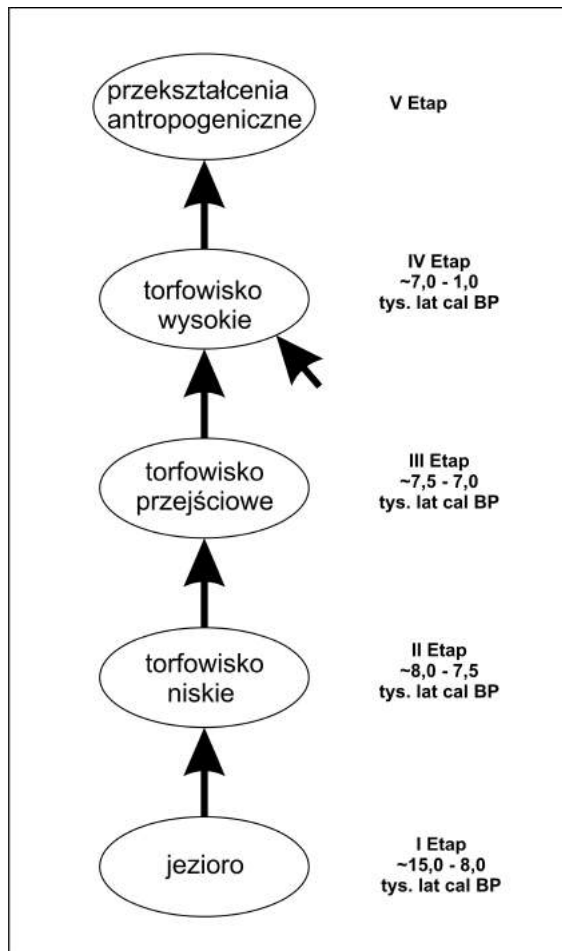 przekształcenia
antropogeniczne
V Etap
torfowisko
wysokie
IV Etap
~7,0 - 1,0
tys. lat cal BP
torfowisko
przejściowe
III Etap
~7,5 - 7,0
tys. lat cal BP
torfowisko
niskie
II Etap
~8,0 - 7,5
tys. lat cal BP
jezioro
I Etap
~15,0 - 8,0
tys. lat cal BP